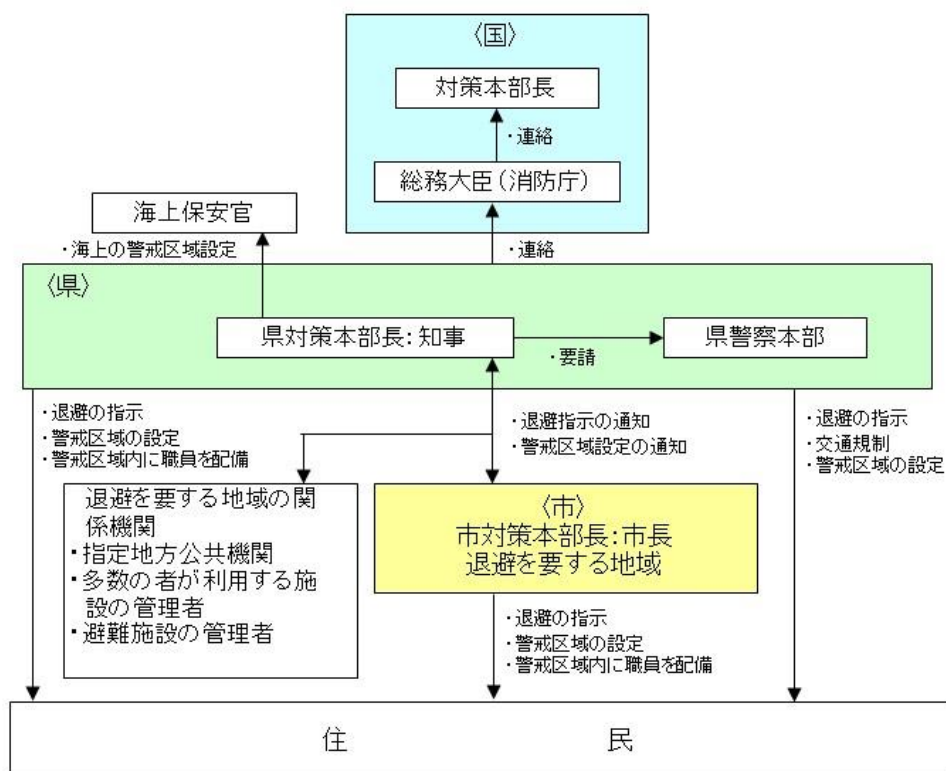 〈国〉
対策本部長
・連絡
総務大臣(消防庁)
海上保安官
・海上の警戒区域設定
・連絡
〈県〉
県対策本部長:知事
・要請
県警察本部
・退避の指示
・警戒区域の設定
・警戒区域内に職員を配備
・退避指示の通知
・警戒区域設定の通知
・退避の指示
・交通規制
・警戒区域の設定
退避を要する地域の関
係機関
・指定地方公共機関
・多数の者が利用する施
設の管理者
・避難施設の管理者
〈市〉
市対策本部長:市長
退避を要する地域
・退避の指示
・警戒区域の設定
・警戒区域内に職員を配備
住民